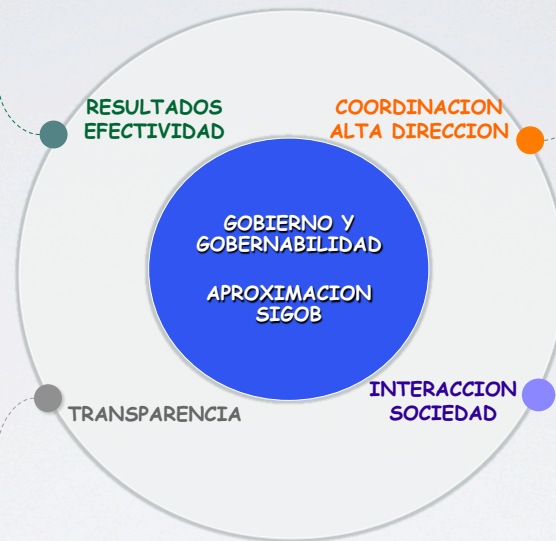 RESULTADOS
EFECTIVIDAD
COORDINACION
ALTA DIRECCION
GOBIERNO Y
GOBERNABILIDAD
APROXIMACION
SIGOB
TRANSPARENCIA
INTERACCION
SOCIEDAD